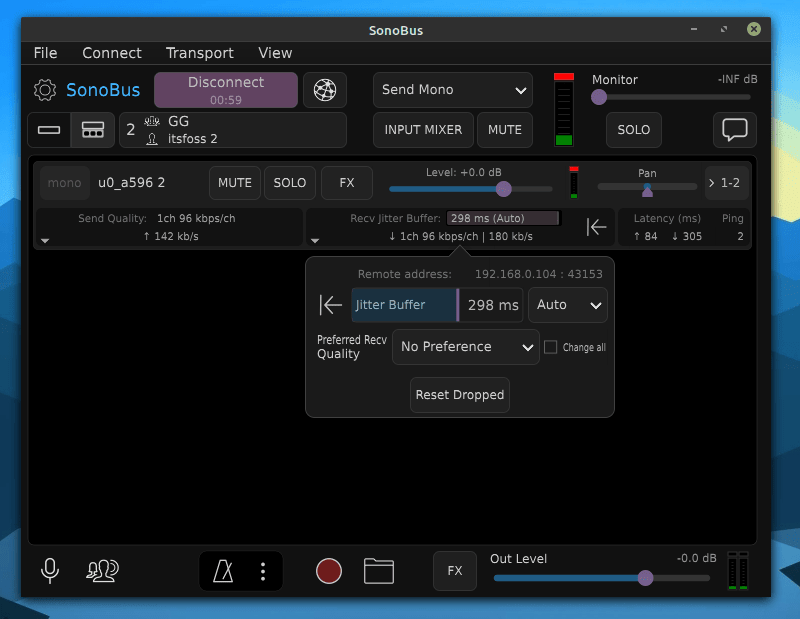 SonoBus
File Connect Transport View
SonoBus
Disconnect
00:59
Send Mono
Monitor -INF dB
2 GG
itsfoss 2
INPUT MIXER MUTE SOLO
mono u0_a596 2 MUTE SOLO FX
Level: +0.0 dB
Pan
> 1-2
Send Quality: 1ch 96 kbps/ch
↑ 142 kb/s
Recv Jitter Buffer: 298 ms (Auto)
↓ 1ch 96 kbps/ch | 180 kb/s
Latency (ms) Ping
↑ 84 ↓ 305 2
Remote address: 192.168.0.104 : 43153
Jitter Buffer 298 ms Auto
Preferred Recv
Quality
No Preference
Change all
Reset Dropped
FX
Out Level -0.0 dB